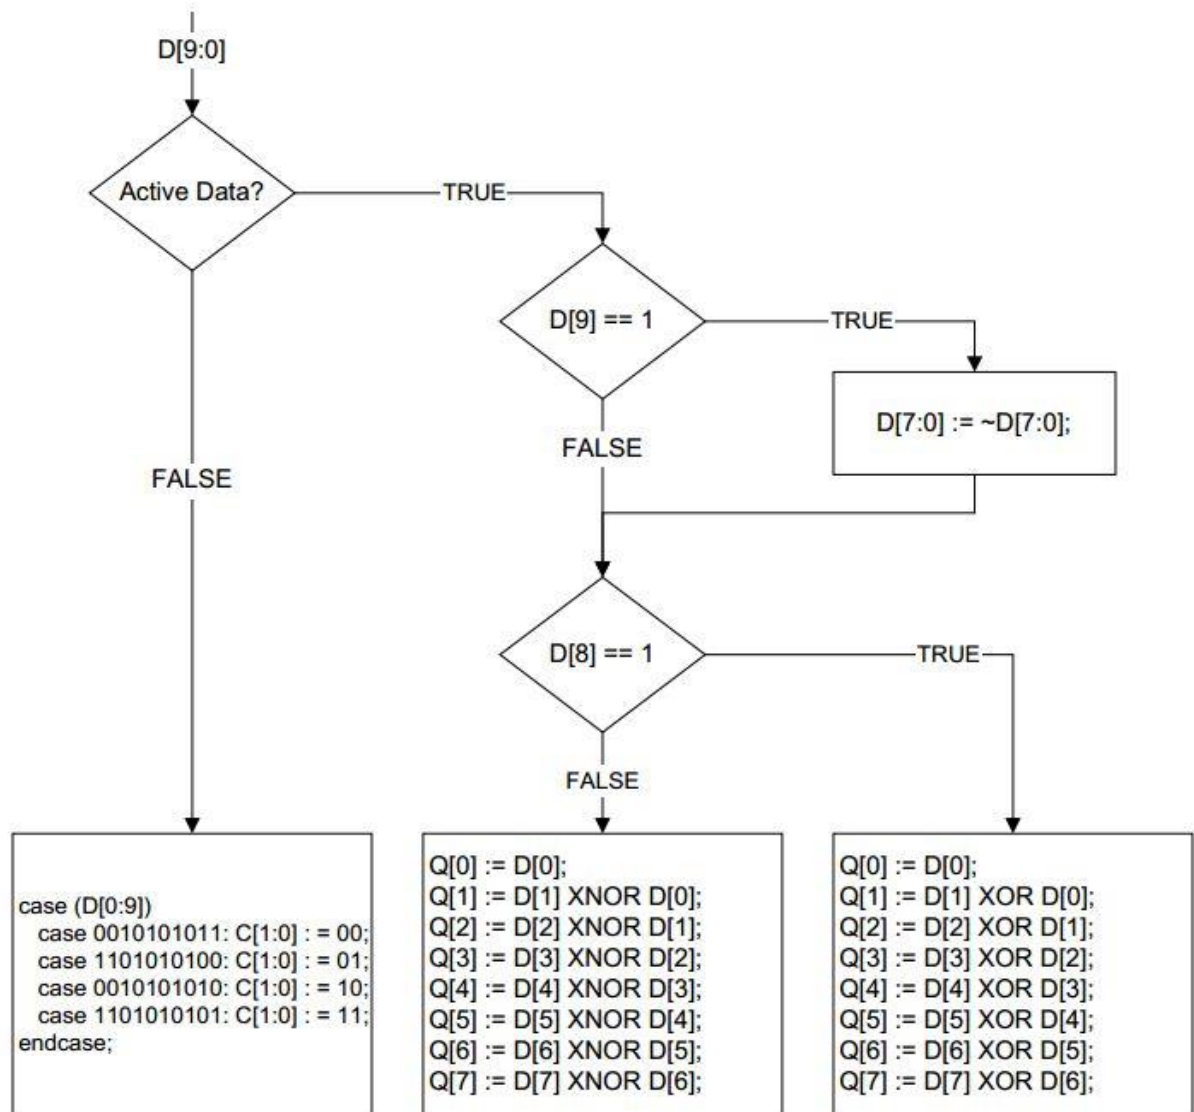 D[9:0]
Active Data?
TRUE
D[9] == 1
TRUE
D[7:0] := ~D[7:0];
FALSE
FALSE
D[8] == 1
TRUE
FALSE
case (D[0:9])
case 0010101011: C[1:0] : = 00;
case 1101010100: C[1:0] : = 01;
case 0010101010: C[1:0] : = 10;
case 1101010101: C[1:0] : = 11;
endcase;
Q[0] := D[0];
Q[1] := D[1] XNOR D[0];
Q[2] := D[2] XNOR D[1];
Q[3] := D[3] XNOR D[2];
Q[4] := D[4] XNOR D[3];
Q[5] := D[5] XNOR D[4];
Q[6] := D[6] XNOR D[5];
Q[7] := D[7] XNOR D[6];
Q[0] := D[0];
Q[1] := D[1] XOR D[0];
Q[2] := D[2] XOR D[1];
Q[3] := D[3] XOR D[2];
Q[4] := D[4] XOR D[3];
Q[5] := D[5] XOR D[4];
Q[6] := D[6] XOR D[5];
Q[7] := D[7] XOR D[6];